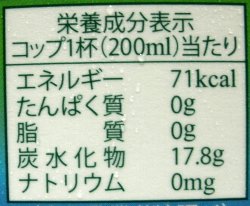 栄養成分表示
コップ1杯(200ml)当たり
エネルギー 71kcal
たんぱく質 0g
脂質 0g
炭水化物 17.8g
ナトリウム 0mg